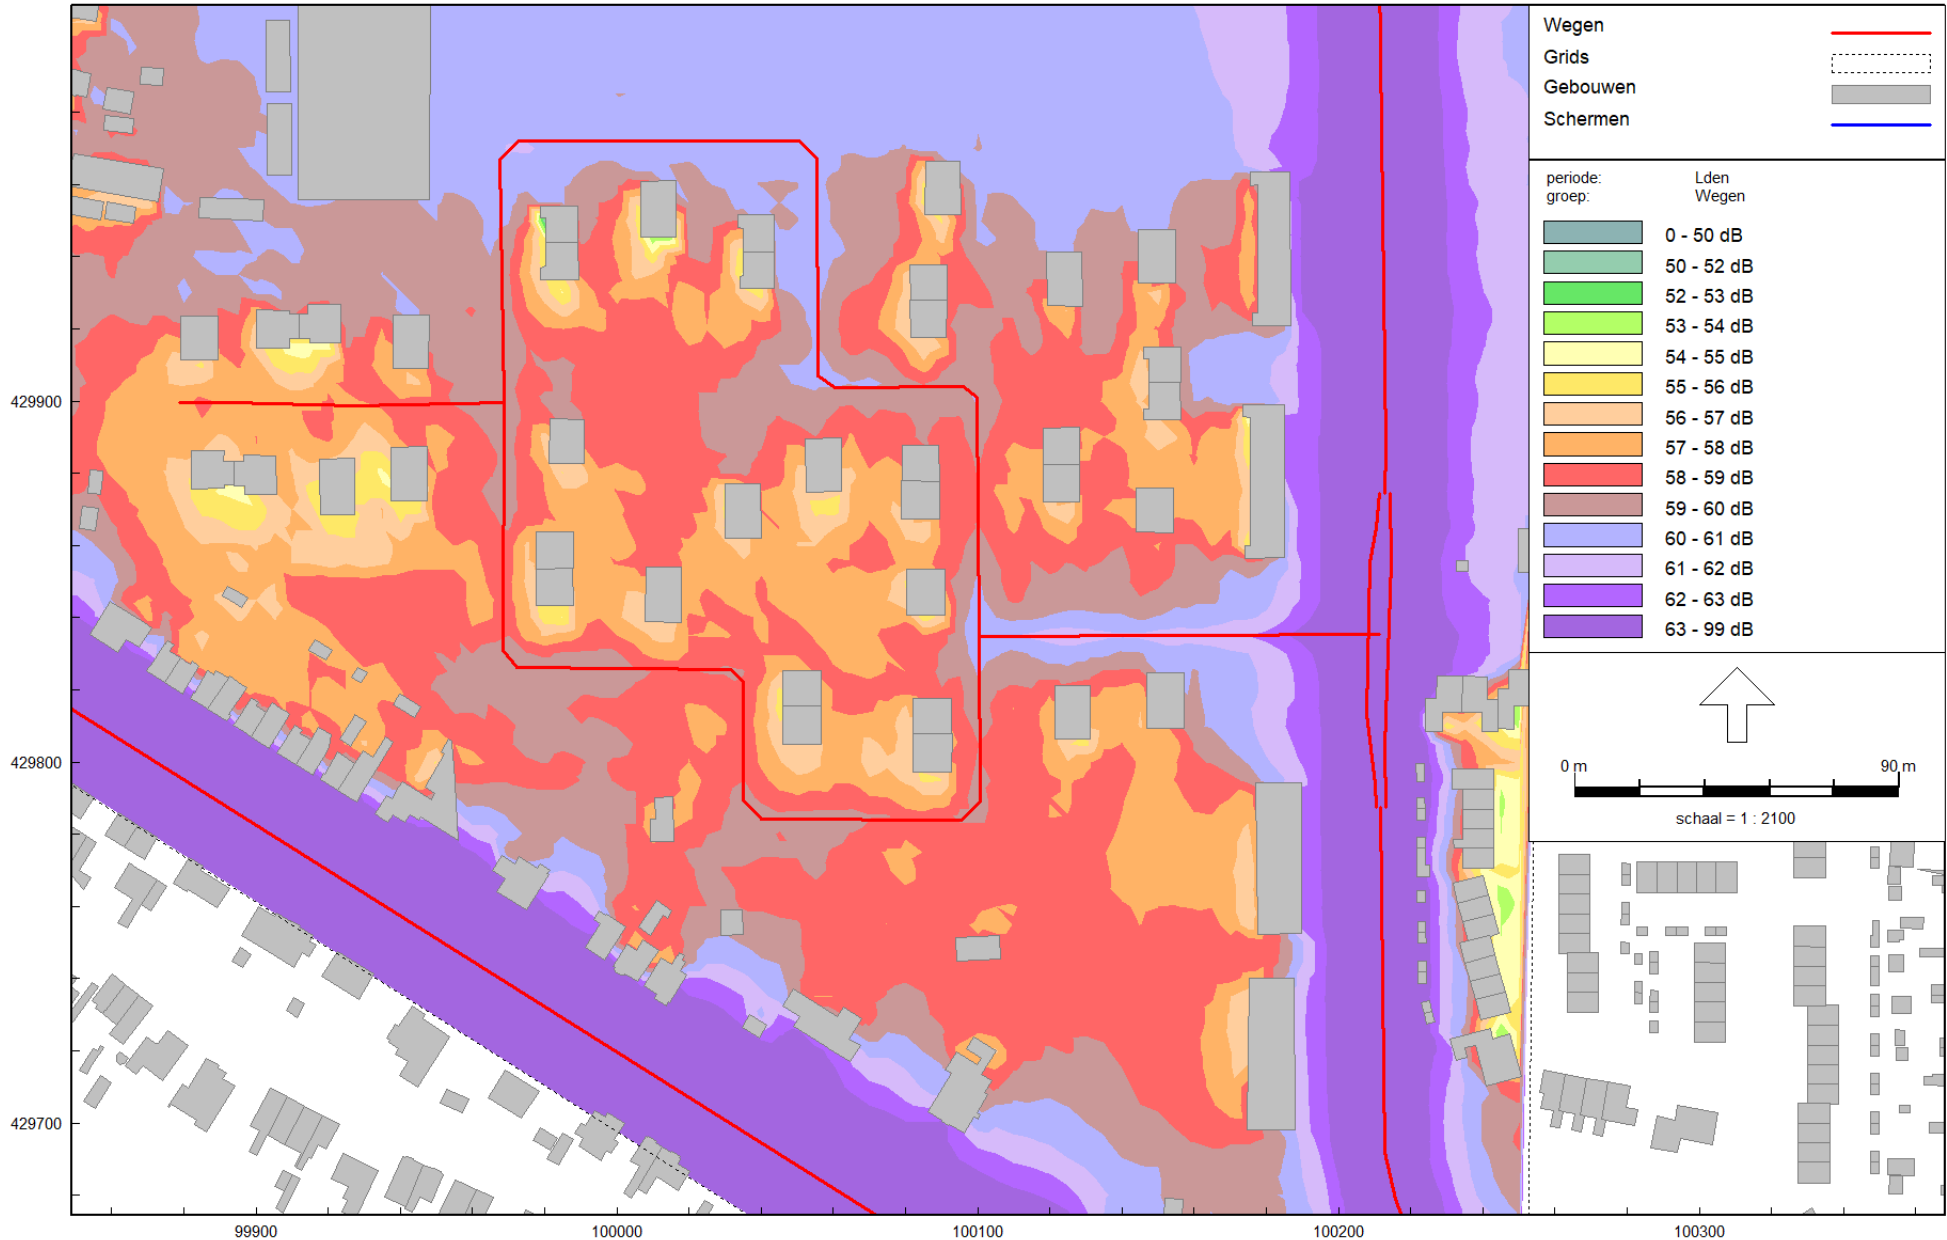 Wegen
Grids
Gebouwen
Schermen
periode: Lden
groep: Wegen
0 - 50 dB
50 - 52 dB
52 - 53 dB
53 - 54 dB
54 - 55 dB
55 - 56 dB
56 - 57 dB
57 - 58 dB
58 - 59 dB
59 - 60 dB
60 - 61 dB
61 - 62 dB
62 - 63 dB
63 - 99 dB
0 m 90 m
schaal = 1 : 2100
429900
429800
429700
99900 100000 100100 100200 100300